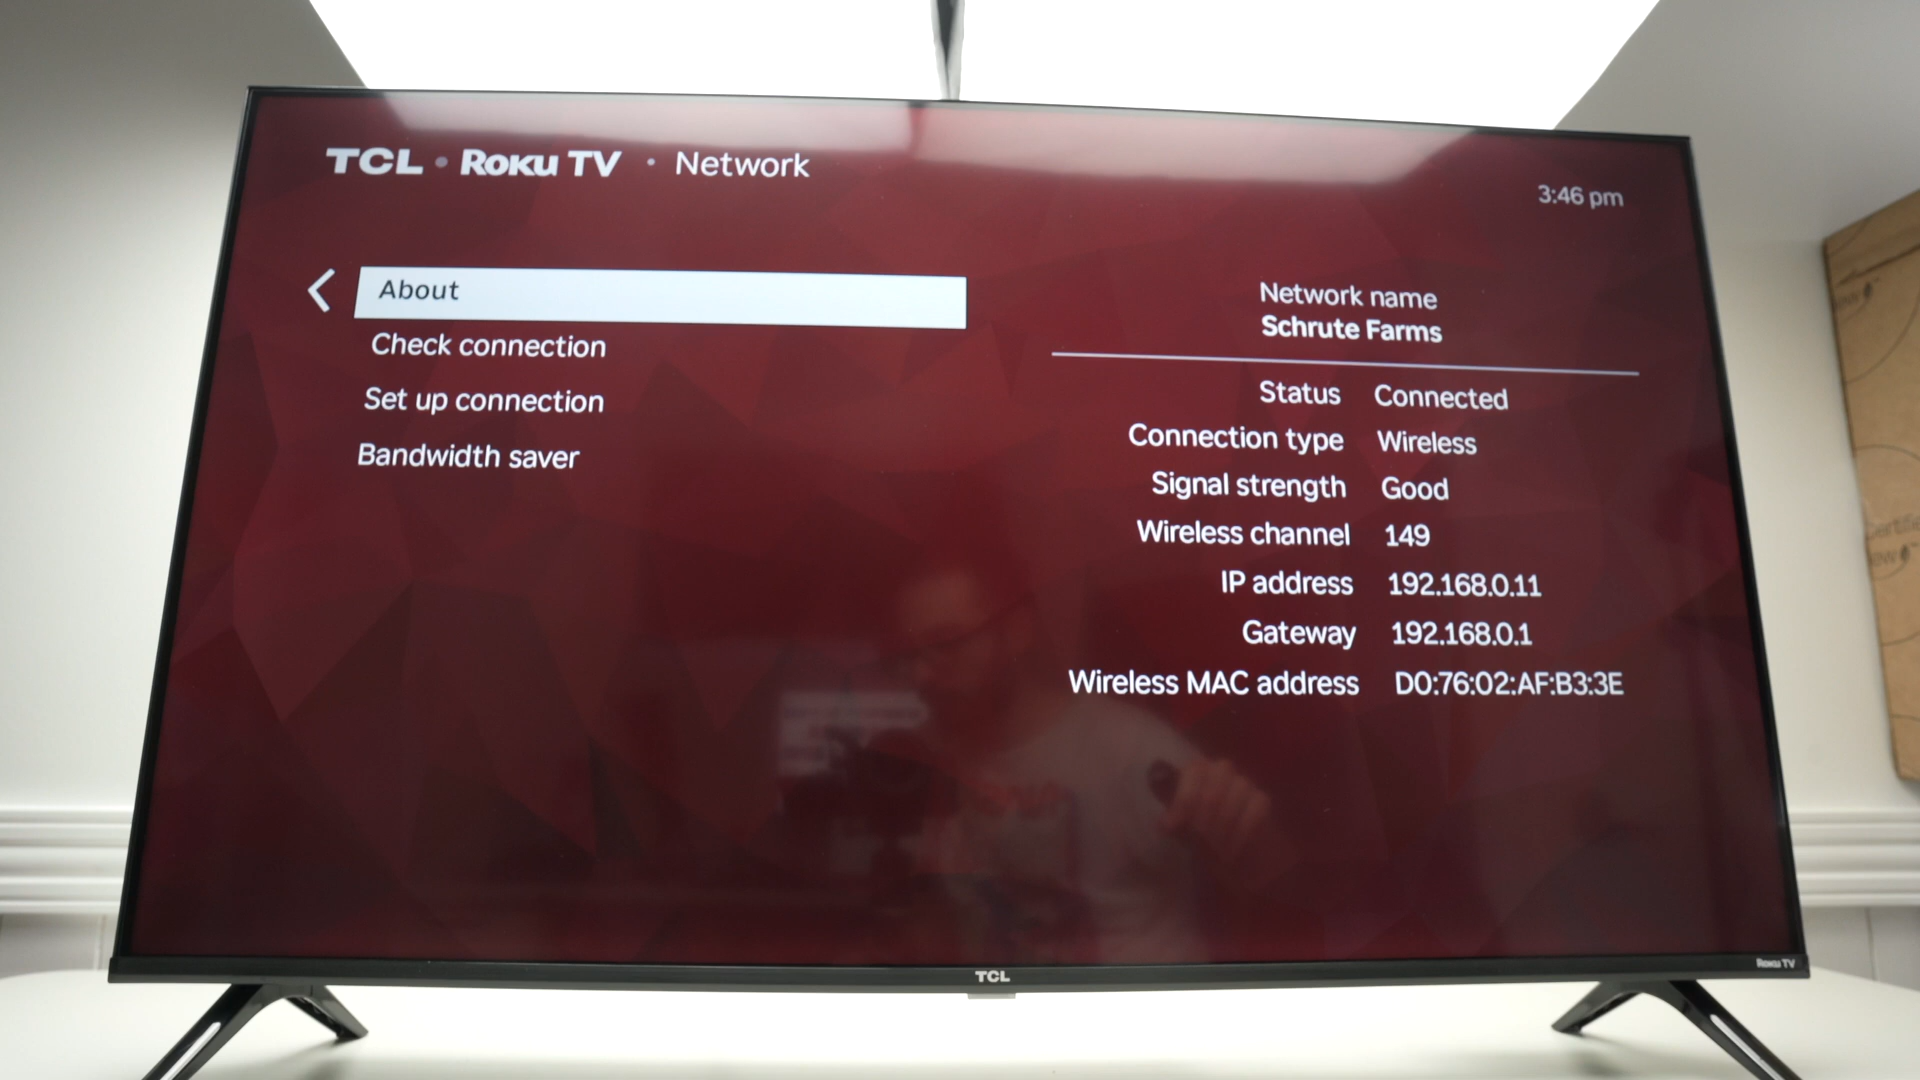 TCL • Roku TV • Network
3:46 pm
About
Check connection
Set up connection
Bandwidth saver
Network name
Schrute Farms
Status Connected
Connection type Wireless
Signal strength Good
Wireless channel 149
IP address 192.168.0.11
Gateway 192.168.0.1
Wireless MAC address D0:76:02:AF:B3:3E
TCL
Roku TV